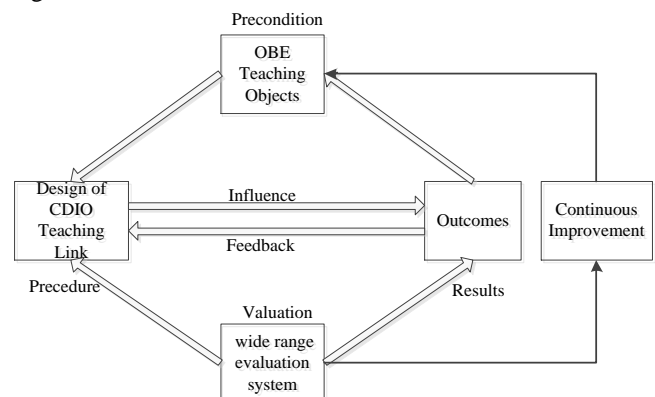 Precondition
OBE
Teaching
Objects
Design of
CDIO
Teaching
Link
Influence
Feedback
Outcomes
Continuous
Improvement
Precedure
Valuation
Results
wide range
evaluation
system